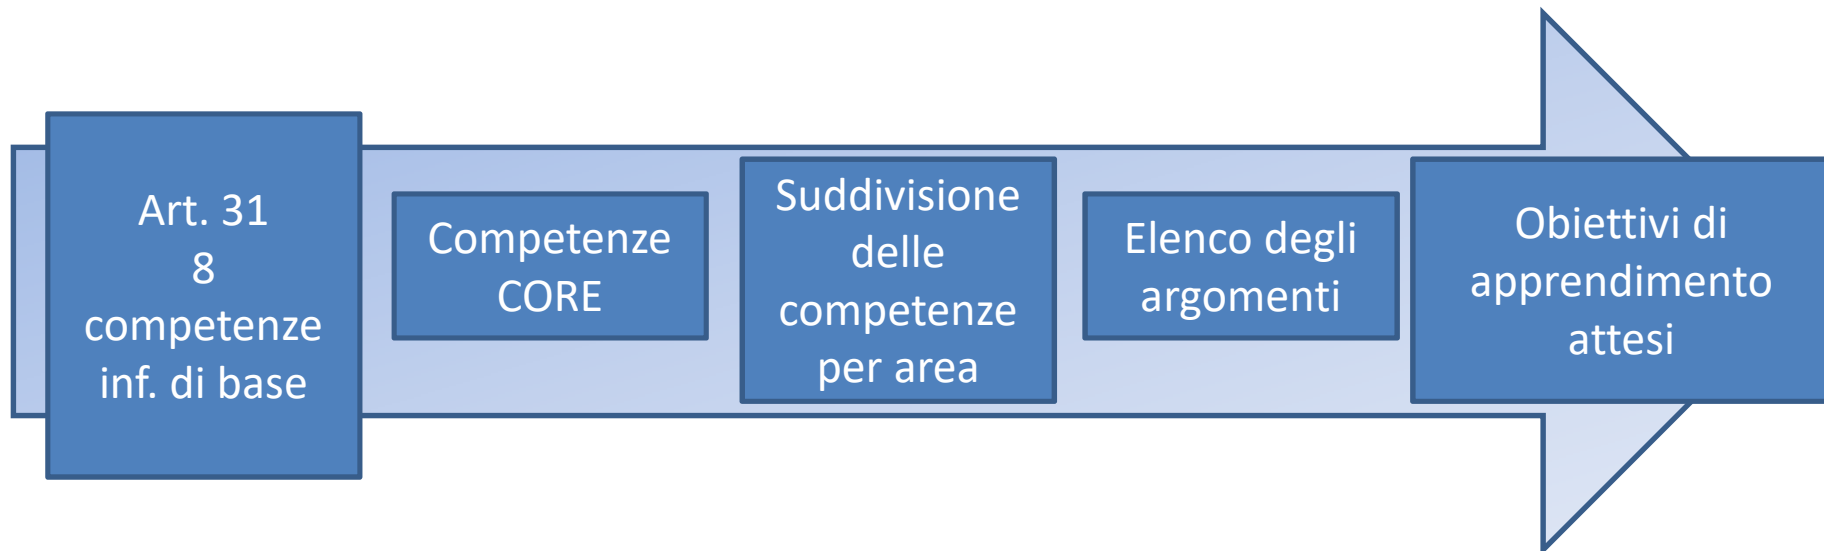 Art. 31
8
competenze
inf. di base
Competenze
CORE
Suddivisione
delle
competenze
per area
Elenco degli
argomenti
Obiettivi di
apprendimento
attesi